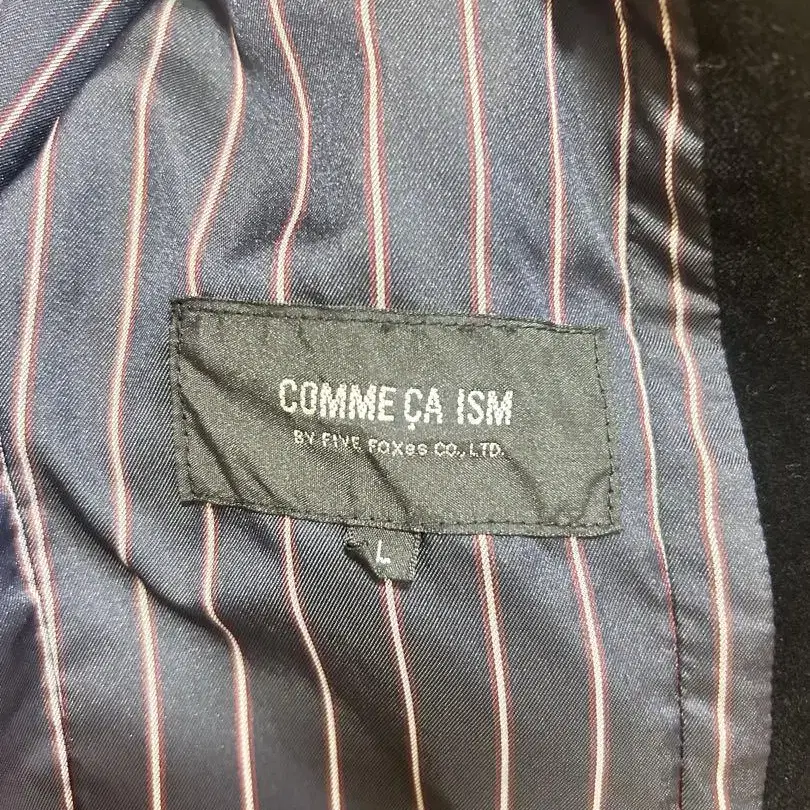 COMME ÇA ISM
BY FIVE FOXes CO., LTD.
L